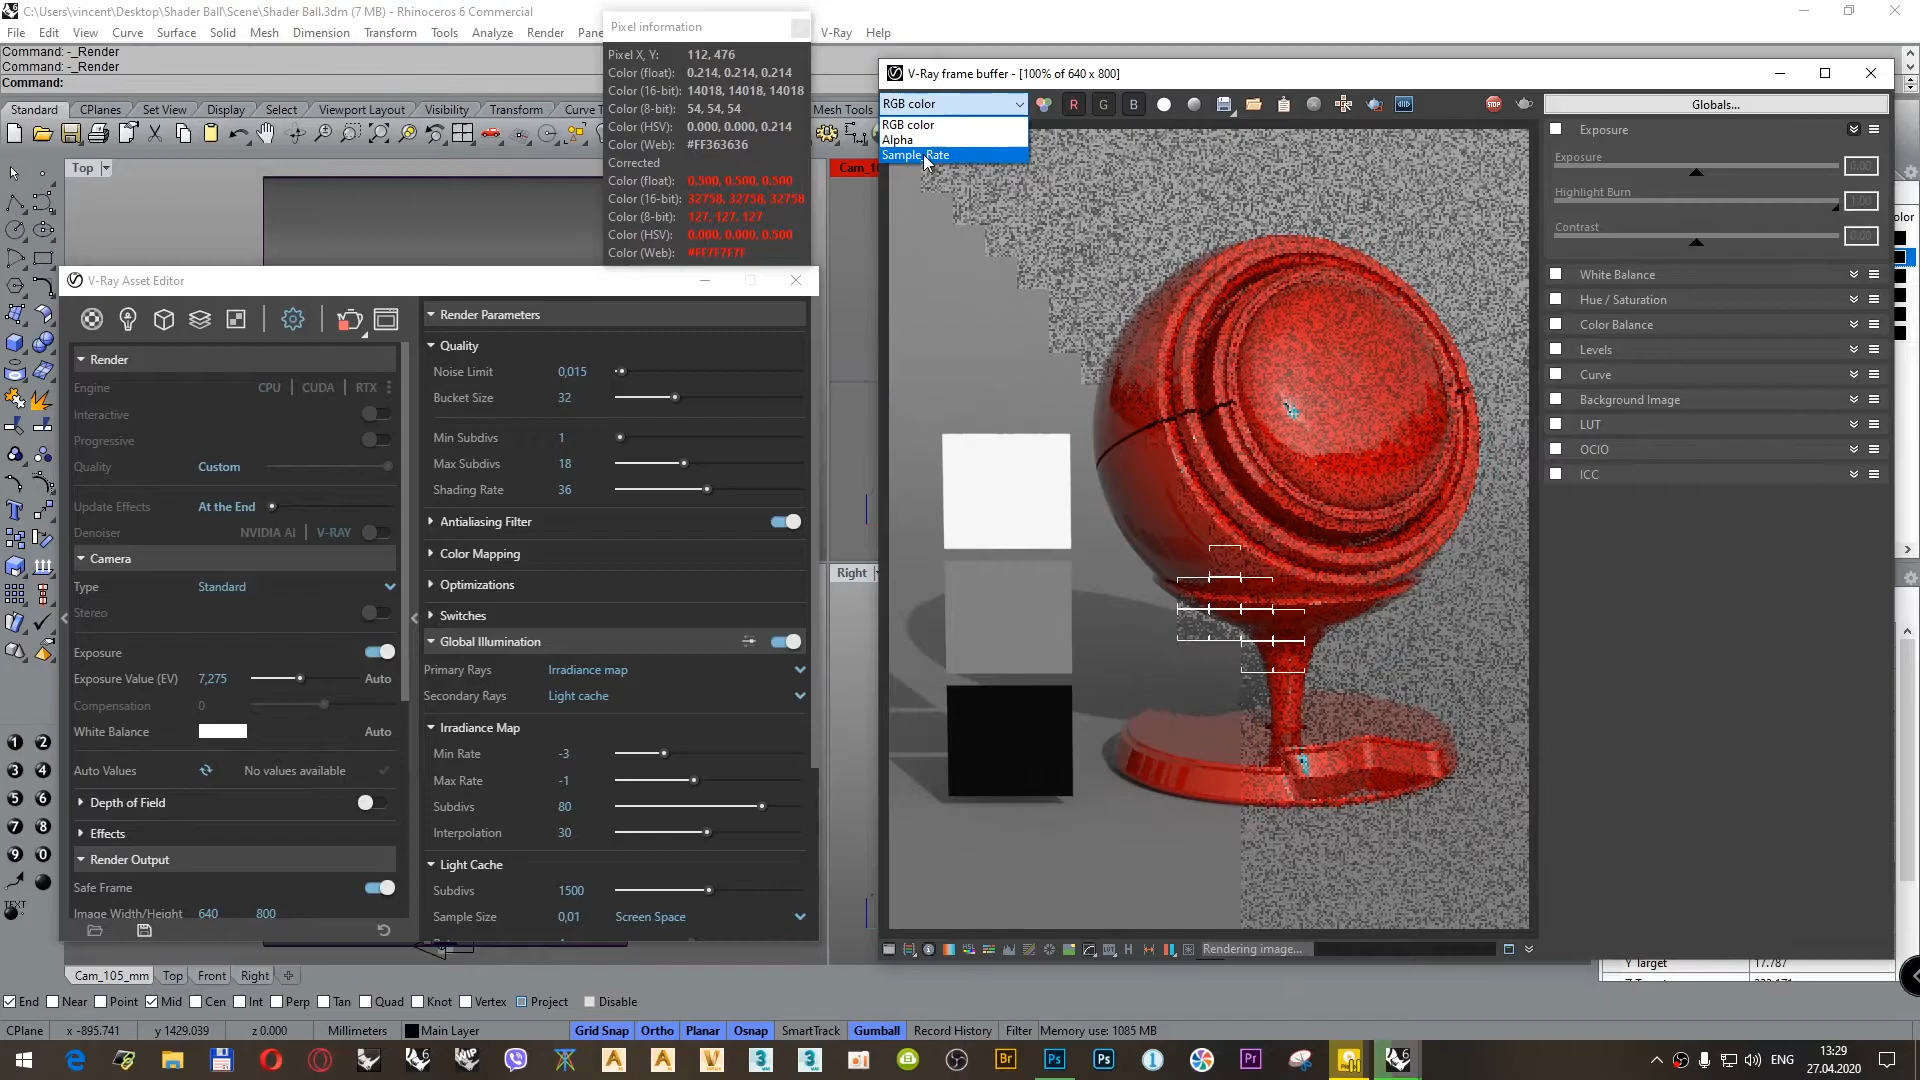 C:\Users\vincent\Desktop\Shader Ball\Scene\Shader Ball.3dm (7 MB) - Rhinoceros 6 Commercial
File Edit View Curve Surface Solid Mesh Dimension Transform Tools Analyze Render Pane V-Ray Help
Command: -_Render
Command: -_Render
Command:
Standard CPlanes Set View Display Select Viewport Layout Visibility Transform Curve T Mesh Tools
Top
Cam_10
Right
Pixel information
Pixel X, Y: 112, 476
Color (float): 0.214, 0.214, 0.214
Color (16-bit): 14018, 14018, 14018
Color (8-bit): 54, 54, 54
Color (HSV): 0.000, 0.000, 0.214
Color (Web): #FF363636
Corrected
Color (float): 0.500, 0.500, 0.500
Color (16-bit): 32758, 32758, 32758
Color (8-bit): 127, 127, 127
Color (HSV): 0.000, 0.000, 0.500
Color (Web): #FF7F7F7F
V-Ray Asset Editor
Render
Engine CPU | CUDA | RTX
Interactive
Progressive
Quality Custom
Update Effects At the End
Denoiser NVIDIA AI | V-RAY
Camera
Type Standard
Stereo
Exposure
Exposure Value (EV) 7,275 Auto
Compensation 0
White Balance Auto
Auto Values No values available
Depth of Field
Effects
Render Output
Safe Frame
Image Width/Height 640 800
Render Parameters
Quality
Noise Limit 0,015
Bucket Size 32
Min Subdivs 1
Max Subdivs 18
Shading Rate 36
Antialiasing Filter
Color Mapping
Optimizations
Switches
Global Illumination
Primary Rays Irradiance map
Secondary Rays Light cache
Irradiance Map
Min Rate -3
Max Rate -1
Subdivs 80
Interpolation 30
Light Cache
Subdivs 1500
Sample Size 0,01 Screen Space
V-Ray frame buffer - [100% of 640 x 800]
RGB color R G B
RGB color
Alpha
Sample_Rate
Rendering image...
Globals...
Exposure
Exposure 0.00
Highlight Burn 1.00
Contrast 0.00
White Balance
Hue / Saturation
Color Balance
Levels
Curve
Background Image
LUT
OCIO
ICC
olor
Y Target 17.787
Cam_105_mm Top Front Right
End Near Point Mid Cen Int Perp Tan Quad Knot Vertex Project Disable
CPlane x -895.741 y 1429.039 z 0.000 Millimeters Main Layer Grid Snap Ortho Planar Osnap SmartTrack Gumball Record History Filter Memory use: 1085 MB
ENG
13:29
27.04.2020